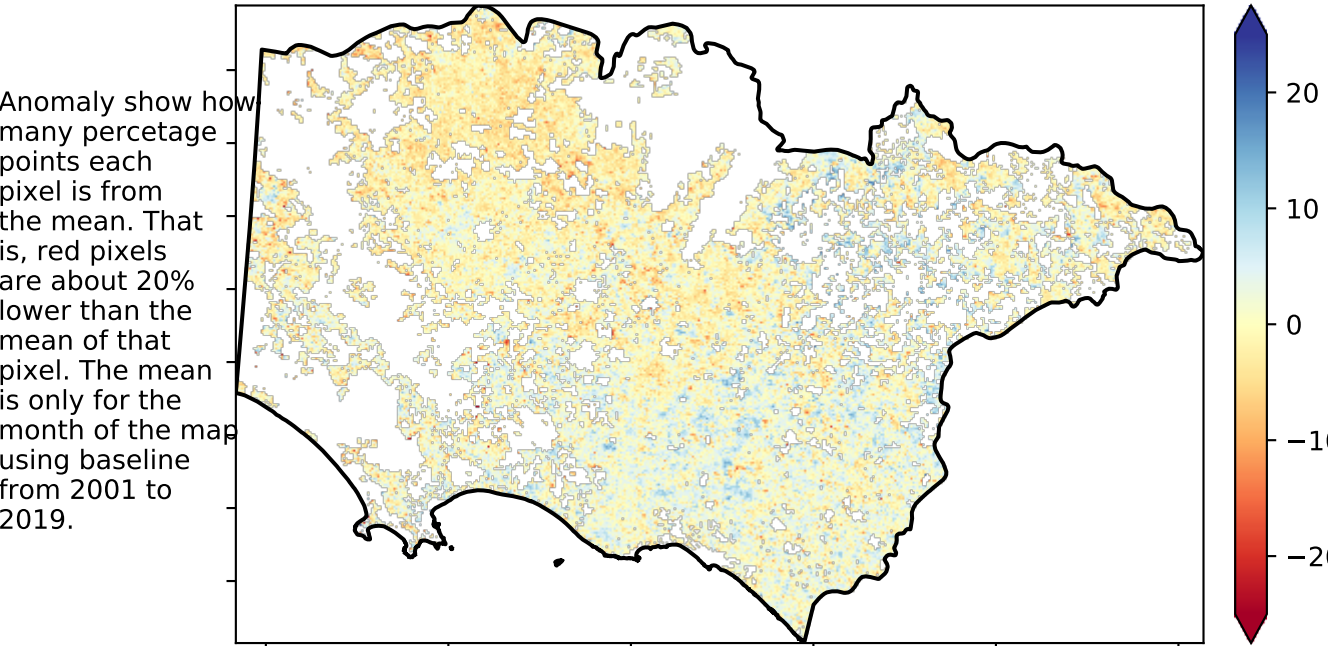 Anomaly show how
many percetage
points each
pixel is from
the mean. That
is, red pixels
are about 20%
lower than the
mean of that
pixel. The mean
is only for the
month of the map
using baseline
from 2001 to
2019.
20
10
0
−10
−20